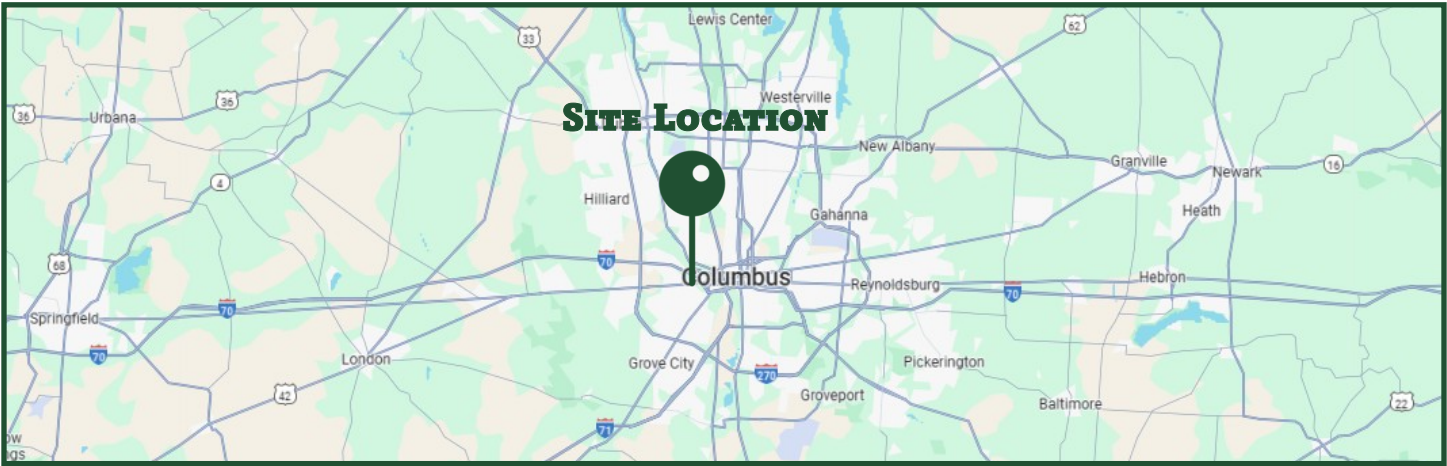 Lewis Center
33
62
Westerville
36
SITE LOCATION
36
Urbana
New Albany
Granville
16
Newark
4
Hilliard
Heath
Gahanna
68
70
Columbus
Hebron
Reynoldsburg
70
70
Springfield
70
London
Grove City
Pickerington
270
42
Groveport
Baltimore
22
71
ow
gs